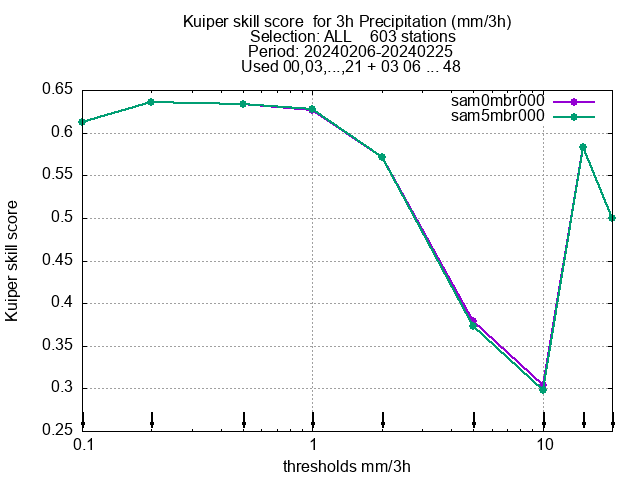 Kuiper skill score  for 3h Precipitation (mm/3h)
Selection: ALL    603 stations
Period: 20240206-20240225
Used 00,03,...,21 + 03 06 ... 48
sam0mbr000
sam5mbr000
0.65
0.6
0.55
0.5
0.45
0.4
0.35
0.3
0.25
Kuiper skill score
0.1
1
10
thresholds mm/3h